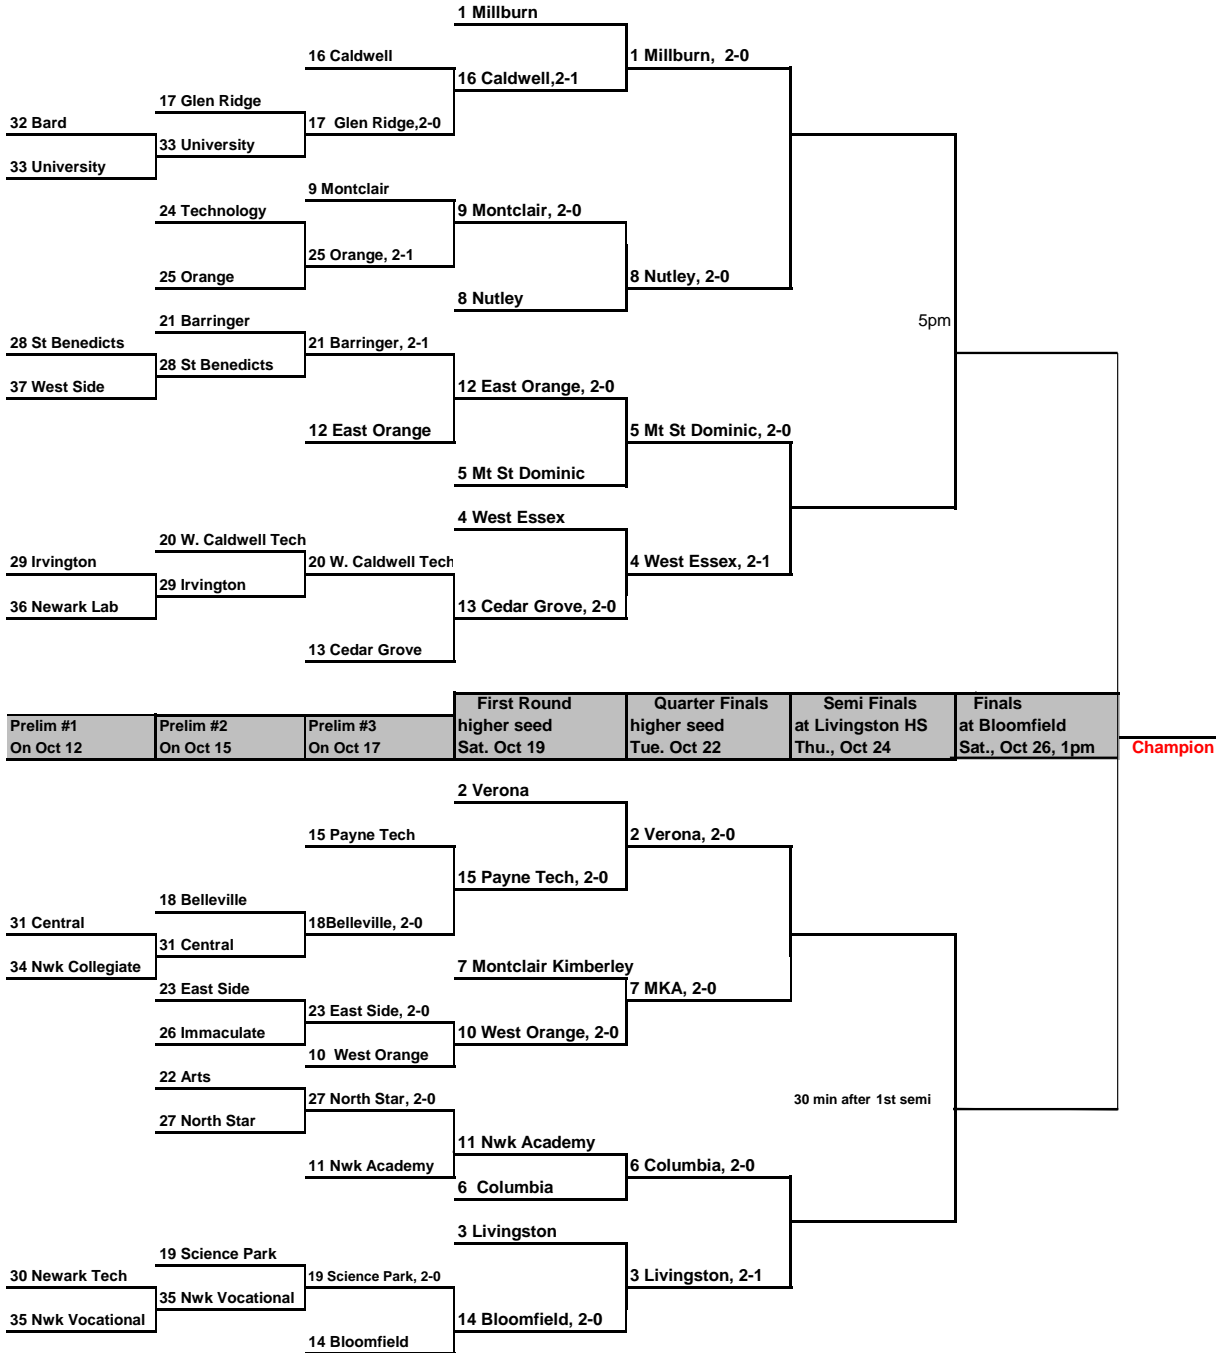 1 Millburn
16 Caldwell
1 Millburn,  2-0
16 Caldwell,2-1
17 Glen Ridge
32 Bard
17  Glen Ridge,2-0
33 University
33 University
9 Montclair
24 Technology
9 Montclair, 2-0
25 Orange, 2-1
25 Orange
8 Nutley, 2-0
8 Nutley
21 Barringer
5pm
28 St Benedicts
21 Barringer, 2-1
28 St Benedicts
37 West Side
12 East Orange, 2-0
12 East Orange
5 Mt St Dominic, 2-0
5 Mt St Dominic
4 West Essex
20 W. Caldwell Tech
29 Irvington
20 W. Caldwell Tech
4 West Essex, 2-1
29 Irvington
36 Newark Lab
13 Cedar Grove, 2-0
13 Cedar Grove
First Round
Quarter Finals
Semi Finals
Finals
Prelim #1
Prelim #2
Prelim #3
higher seed
higher seed
at Livingston HS
at Bloomfield
On Oct 12
On Oct 15
On Oct 17
Sat. Oct 19
Tue. Oct 22
Thu., Oct 24
Sat., Oct 26, 1pm
Champion
2 Verona
15 Payne Tech
2 Verona, 2-0
15 Payne Tech, 2-0
18 Belleville
31 Central
18Belleville, 2-0
31 Central
34 Nwk Collegiate
7 Montclair Kimberley
23 East Side
7 MKA, 2-0
23 East Side, 2-0
26 Immaculate
10 West Orange, 2-0
10  West Orange
22 Arts
27 North Star, 2-0
30 min after 1st semi
27 North Star
11 Nwk Academy
11 Nwk Academy
6 Columbia, 2-0
6  Columbia
3 Livingston
19 Science Park
30 Newark Tech
19 Science Park, 2-0
3 Livingston, 2-1
35 Nwk Vocational
35 Nwk Vocational
14 Bloomfield, 2-0
14 Bloomfield